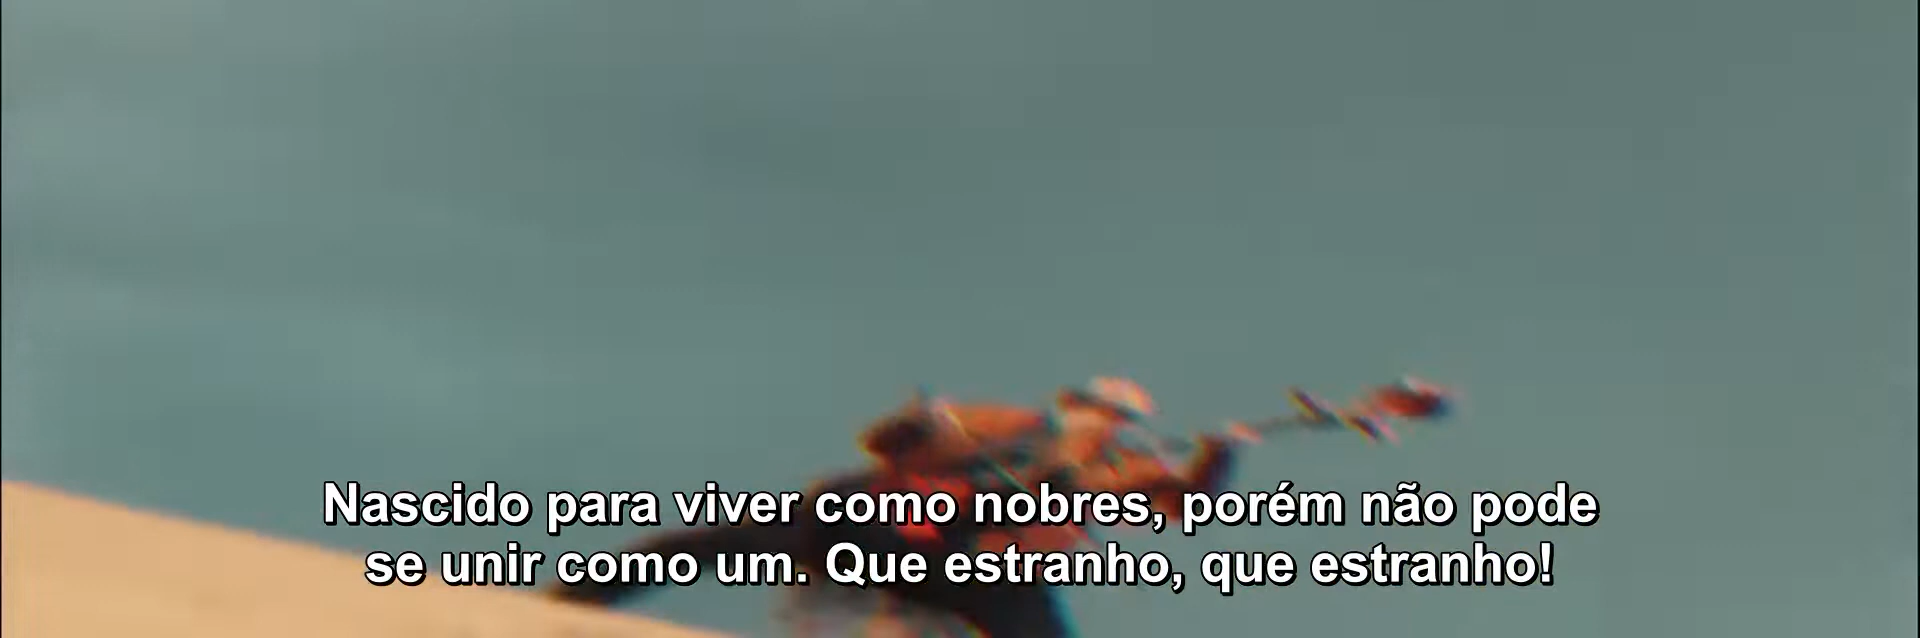 Nascido para viver como nobres, porém não pode
se unir como um. Que estranho, que estranho!